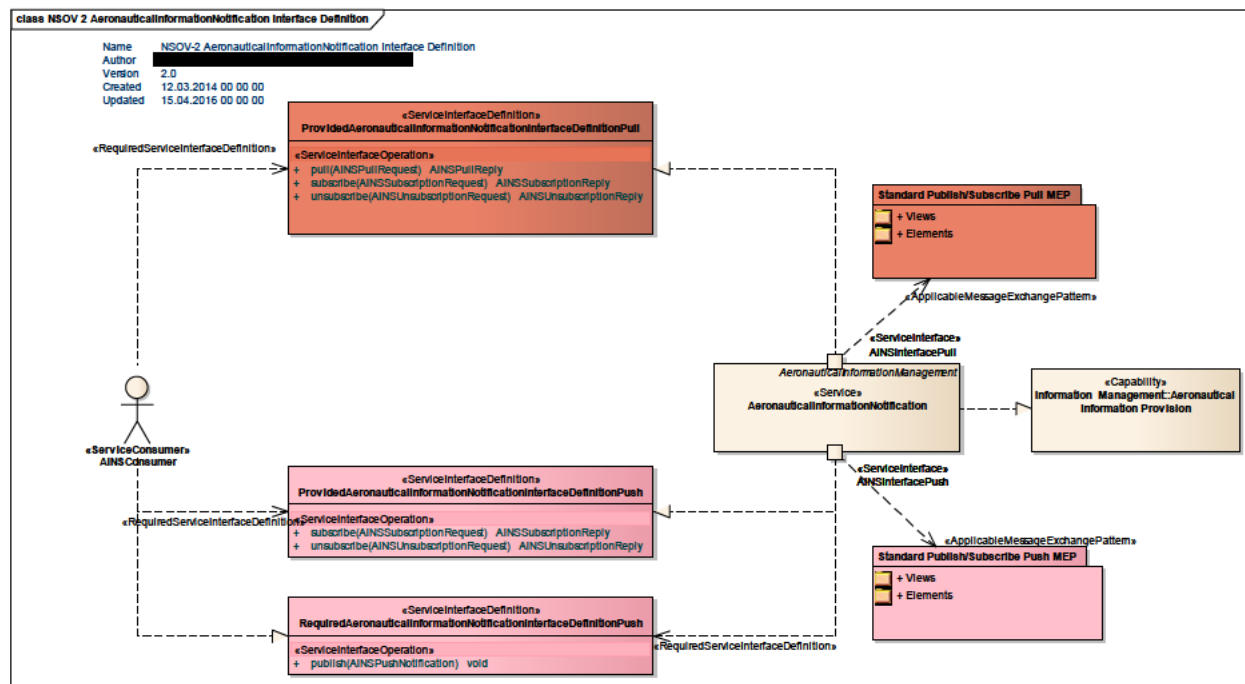 class NSOV 2 AeronauticalInformationNotification Interface Definition
Name NSOV-2 AeronauticalInformationNotification Interface Definition
Author
Version 2.0
Created 12.03.2014 00 00 00
Updated 15.04.2016 00 00 00
«ServiceInterfaceDefinition»
ProvidedAeronauticalInformationNotificationInterfaceDefinitionPull
«RequiredServiceInterfaceDefinition»
«ServiceInterfaceOperation»
+ pull(AINSPullRequest) AINSPullReply
+ subscribe(AINSSubscriptionRequest) AINSSubscriptionReply
+ unsubscribe(AINSUnsubscriptionRequest) AINSUnsubscriptionReply
Standard Publish/Subscribe Pull MEP
+ Views
+ Elements
«ApplicableMessageExchangePattern»
«ServiceInterface»
AINSInterfacePull
AeronauticalInformationManagement
«Service»
AeronauticalInformationNotification
«Capability»
Information Management::Aeronautical
Information Provision
«ServiceConsumer»
AINSConsumer
«ServiceInterface»
AINSInterfacePush
«ServiceInterfaceDefinition»
ProvidedAeronauticalInformationNotificationInterfaceDefinitionPush
«RequiredServiceInterfaceDefinition»
«ServiceInterfaceOperation»
+ subscribe(AINSSubscriptionRequest) AINSSubscriptionReply
+ unsubscribe(AINSUnsubscriptionRequest) AINSUnsubscriptionReply
«ApplicableMessageExchangePattern»
Standard Publish/Subscribe Push MEP
+ Views
+ Elements
«ServiceInterfaceDefinition»
RequiredAeronauticalInformationNotificationInterfaceDefinitionPush
«RequiredServiceInterfaceDefinition»
«ServiceInterfaceOperation»
+ publish(AINSPushNotification) void